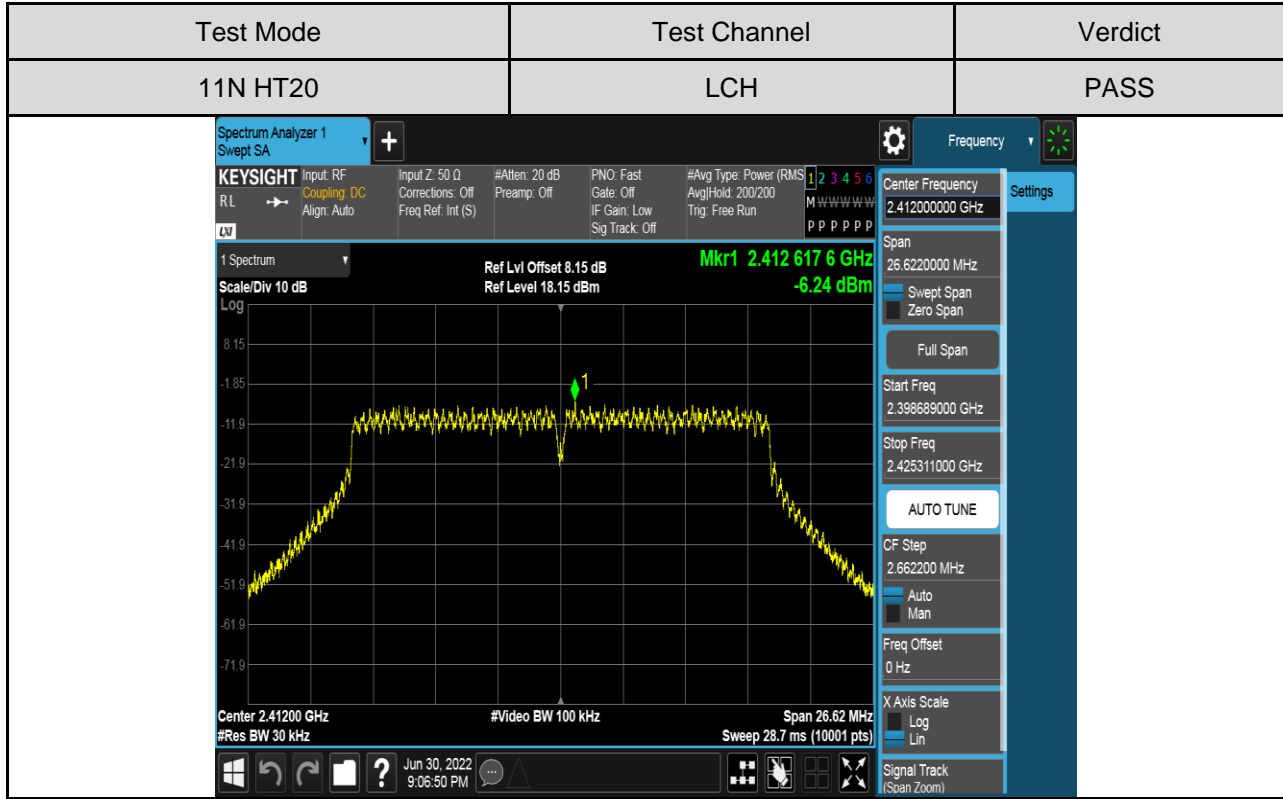 Test Mode Test Channel Verdict
11N HT20 LCH PASS
Spectrum Analyzer 1
Swept SA
+
Frequency
KEYSIGHT
RL
LXI
Input: RF
Coupling: DC
Align: Auto
Input Z: 50 Ω
Corrections: Off
Freq Ref: Int (S)
#Atten: 20 dB
Preamp: Off
PNO: Fast
Gate: Off
IF Gain: Low
Sig Track: Off
#Avg Type: Power (RMS
Avg|Hold: 200/200
Trig: Free Run
1 2 3 4 5 6
M W W W W W
P P P P P P
Center Frequency
2.412000000 GHz
Settings
1 Spectrum
Scale/Div 10 dB
Ref Lvl Offset 8.15 dB
Ref Level 18.15 dBm
Mkr1 2.412 617 6 GHz
-6.24 dBm
Log
8.15
-1.85
-11.9
-21.9
-31.9
-41.9
-51.9
-61.9
-71.9
1
Center 2.41200 GHz
#Res BW 30 kHz
#Video BW 100 kHz
Span 26.62 MHz
Sweep 28.7 ms (10001 pts)
Span
26.6220000 MHz
Swept Span
Zero Span
Full Span
Start Freq
2.398689000 GHz
Stop Freq
2.425311000 GHz
AUTO TUNE
CF Step
2.662200 MHz
Auto
Man
Freq Offset
0 Hz
X Axis Scale
Log
Lin
Signal Track
(Span Zoom)
?
Jun 30, 2022
9:06:50 PM